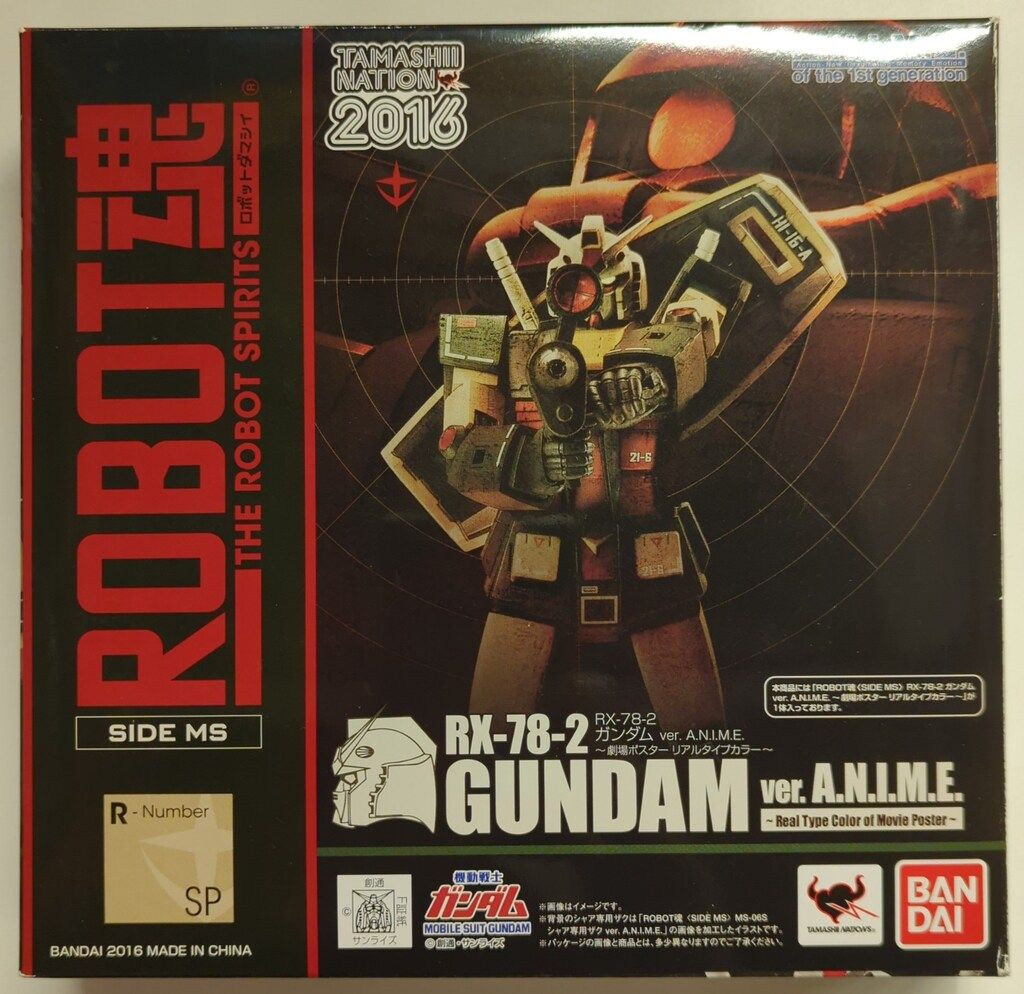 ROBOT魂®
ロボットダマシイ
THE ROBOT SPIRITS
SIDE MS
R - Number
SP
BANDAI 2016 MADE IN CHINA
TAMASHII
NATION
2016
of the 1st generation
HI-16-A
21-6
21-6
本商品には「ROBOT魂〈SIDE MS〉 RX-78-2 ガンダム
ver. A.N.I.M.E. ~劇場ポスター リアルタイプカラー~」が
1体入っております。
RX-78-2
RX-78-2
ガンダム ver. A.N.I.M.E.
~劇場ポスター リアルタイプカラー~
GUNDAM
ver. A.N.I.M.E.
~Real Type Color of Movie Poster~
創通
©
サンライズ
機動戦士
ガンダム
MOBILE SUIT GUNDAM
©創通・サンライズ
※画像はイメージです。
※背景のシャア専用ザクは「ROBOT魂〈SIDE MS〉 MS-06S
シャア専用ザク ver. A.N.I.M.E.」の画像を加工したイラストです。
※パッケージの画像と商品とは、多少異なりますのでご了承ください。
TAMASHII NATIONS
BAN
DAI